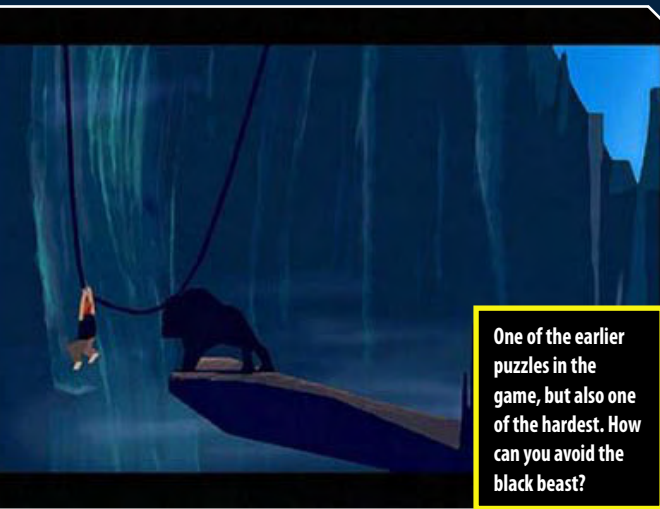 One of the earlier
puzzles in the
game, but also one
of the hardest. How
can you avoid the
black beast?